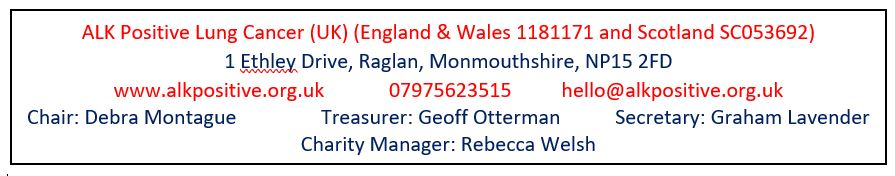 ALK Positive Lung Cancer (UK) (England & Wales 1181171 and Scotland SC053692)
1 Ethley Drive, Raglan, Monmouthshire, NP15 2FD
www.alkpositive.org.uk 07975623515 hello@alkpositive.org.uk
Chair: Debra Montague Treasurer: Geoff Otterman Secretary: Graham Lavender
Charity Manager: Rebecca Welsh